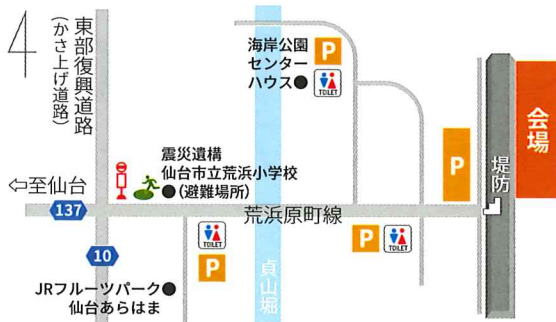 東部復興道路
(かさ上げ道路)
海岸公園
センター
ハウス●
P
TOILET
震災遺構
仙台市立荒浜小学校
●(避難場所)
⇦至仙台
137
10
荒浜原町線
TOILET
P
P
TOILET
P
堤防
会場
貞山堀
JRフルーツパーク●
仙台あらはま